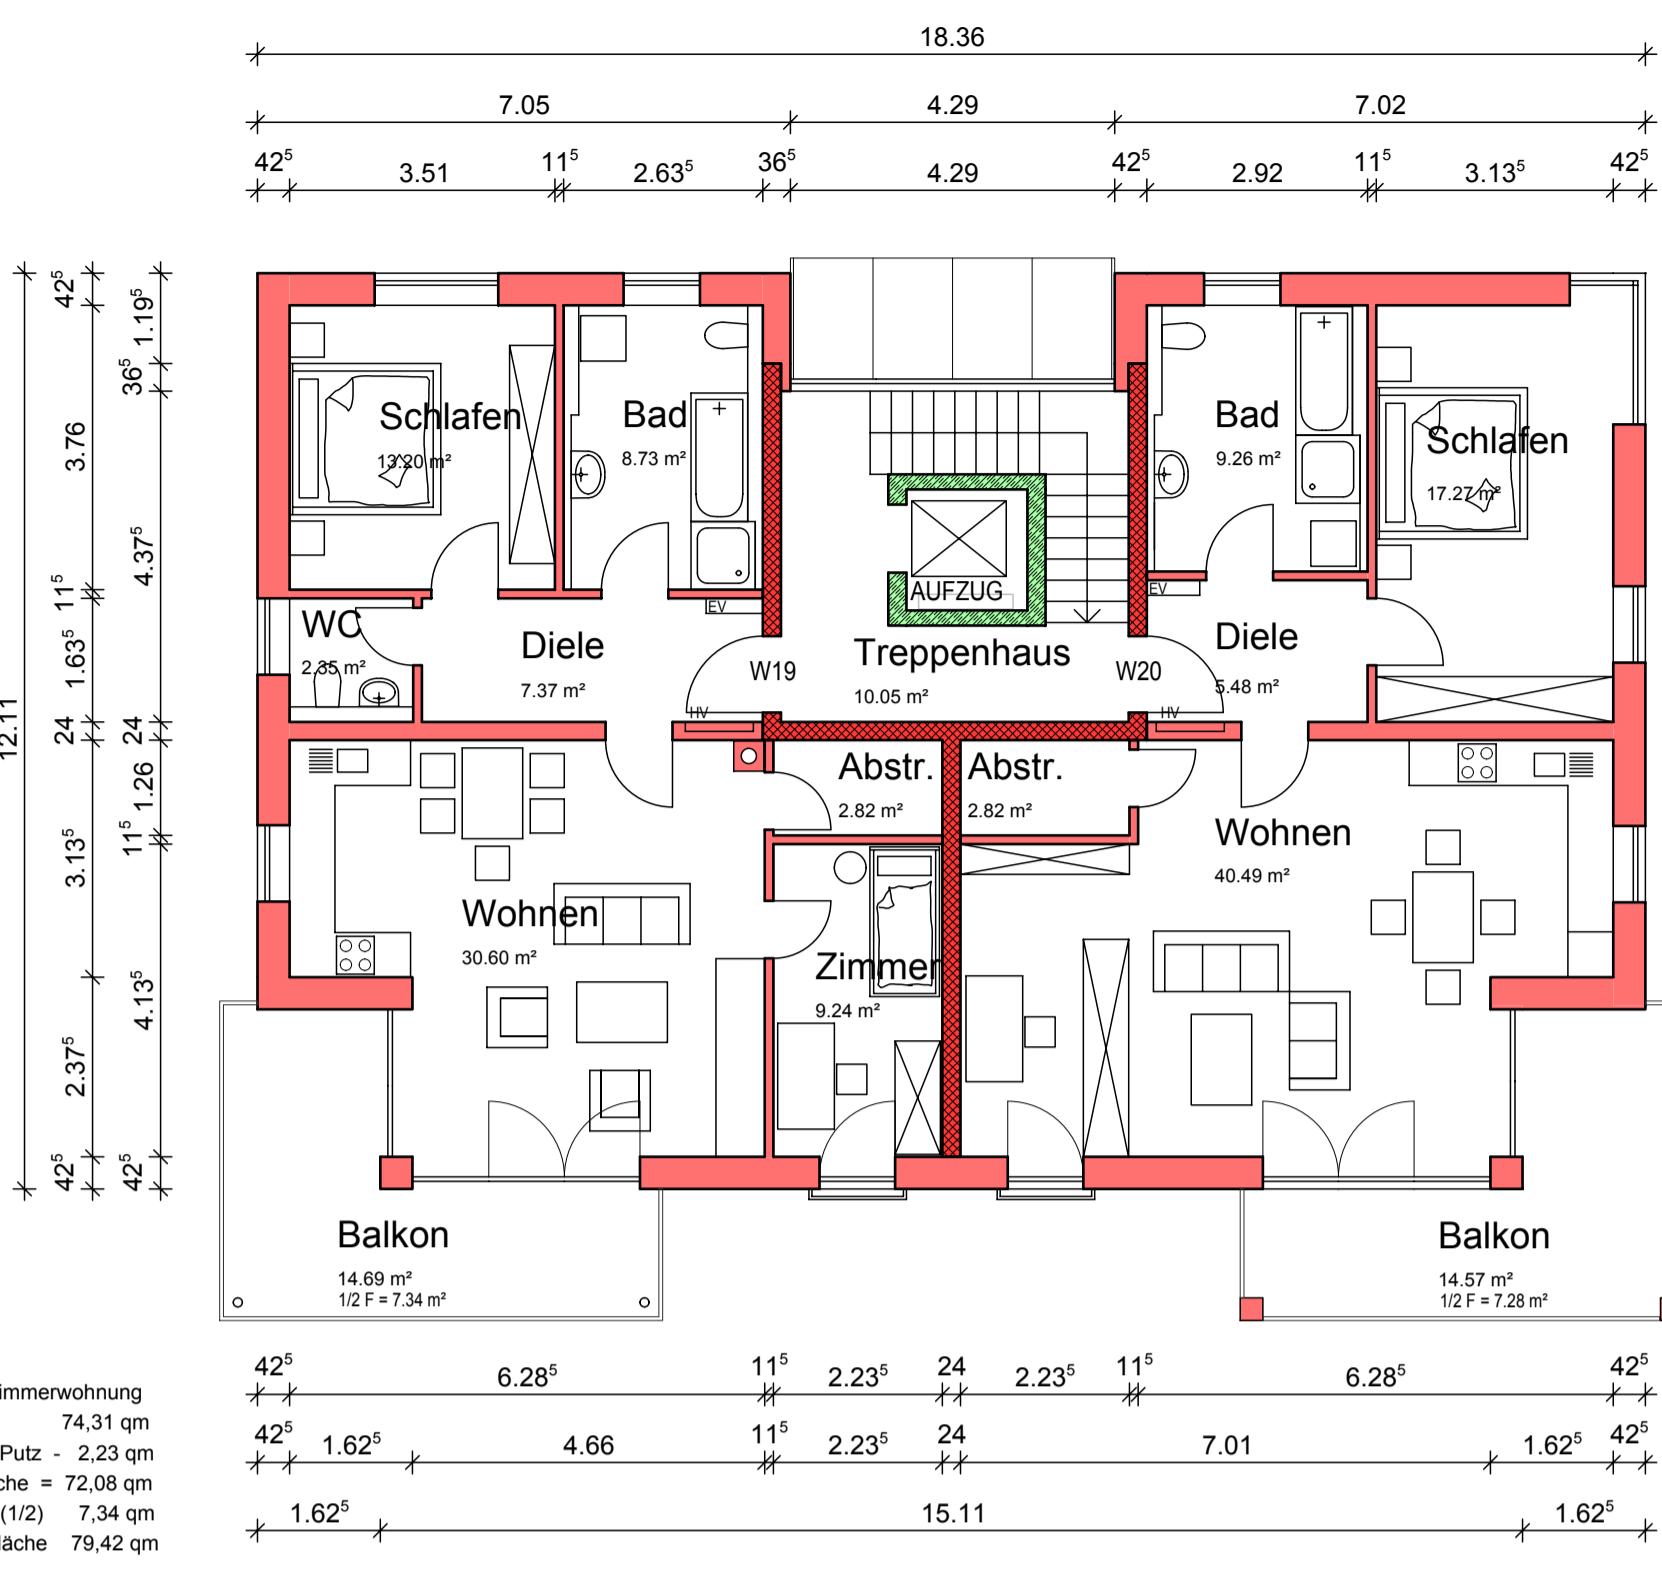 18.36
7.05 4.29 7.02
42⁵ 3.51 11⁵ 2.63⁵ 36⁵ 4.29 42⁵ 2.92 11⁵ 3.13⁵ 42⁵
12.11
42⁵ 3.76 11⁵ 1.63⁵ 24 3.13⁵ 2.37⁵ 42⁵
1.19⁵ 36⁵ 4.37⁵ 24 1.26 11⁵ 4.13⁵ 42⁵
Schlafen
13.20 m²
Bad
8.73 m²
Bad
9.26 m²
Schlafen
17.27 m²
AUFZUG
EV
EV
WC
2.35 m²
Diele
7.37 m²
W19
Treppenhaus
10.05 m²
W20
Diele
5.48 m²
HV
HV
Abstr.
2.82 m²
Abstr.
2.82 m²
Wohnen
40.49 m²
Wohnen
30.60 m²
Zimmer
9.24 m²
Balkon
14.69 m²
1/2 F = 7.34 m²
Balkon
14.57 m²
1/2 F = 7.28 m²
42⁵ 6.28⁵ 11⁵ 2.23⁵ 24 2.23⁵ 11⁵ 6.28⁵ 42⁵
42⁵ 1.62⁵ 4.66 11⁵ 2.23⁵ 24 7.01 1.62⁵ 42⁵
1.62⁵ 15.11 1.62⁵
immerwohnung
74,31 qm
Putz - 2,23 qm
che = 72,08 qm
(1/2) 7,34 qm
läche 79,42 qm